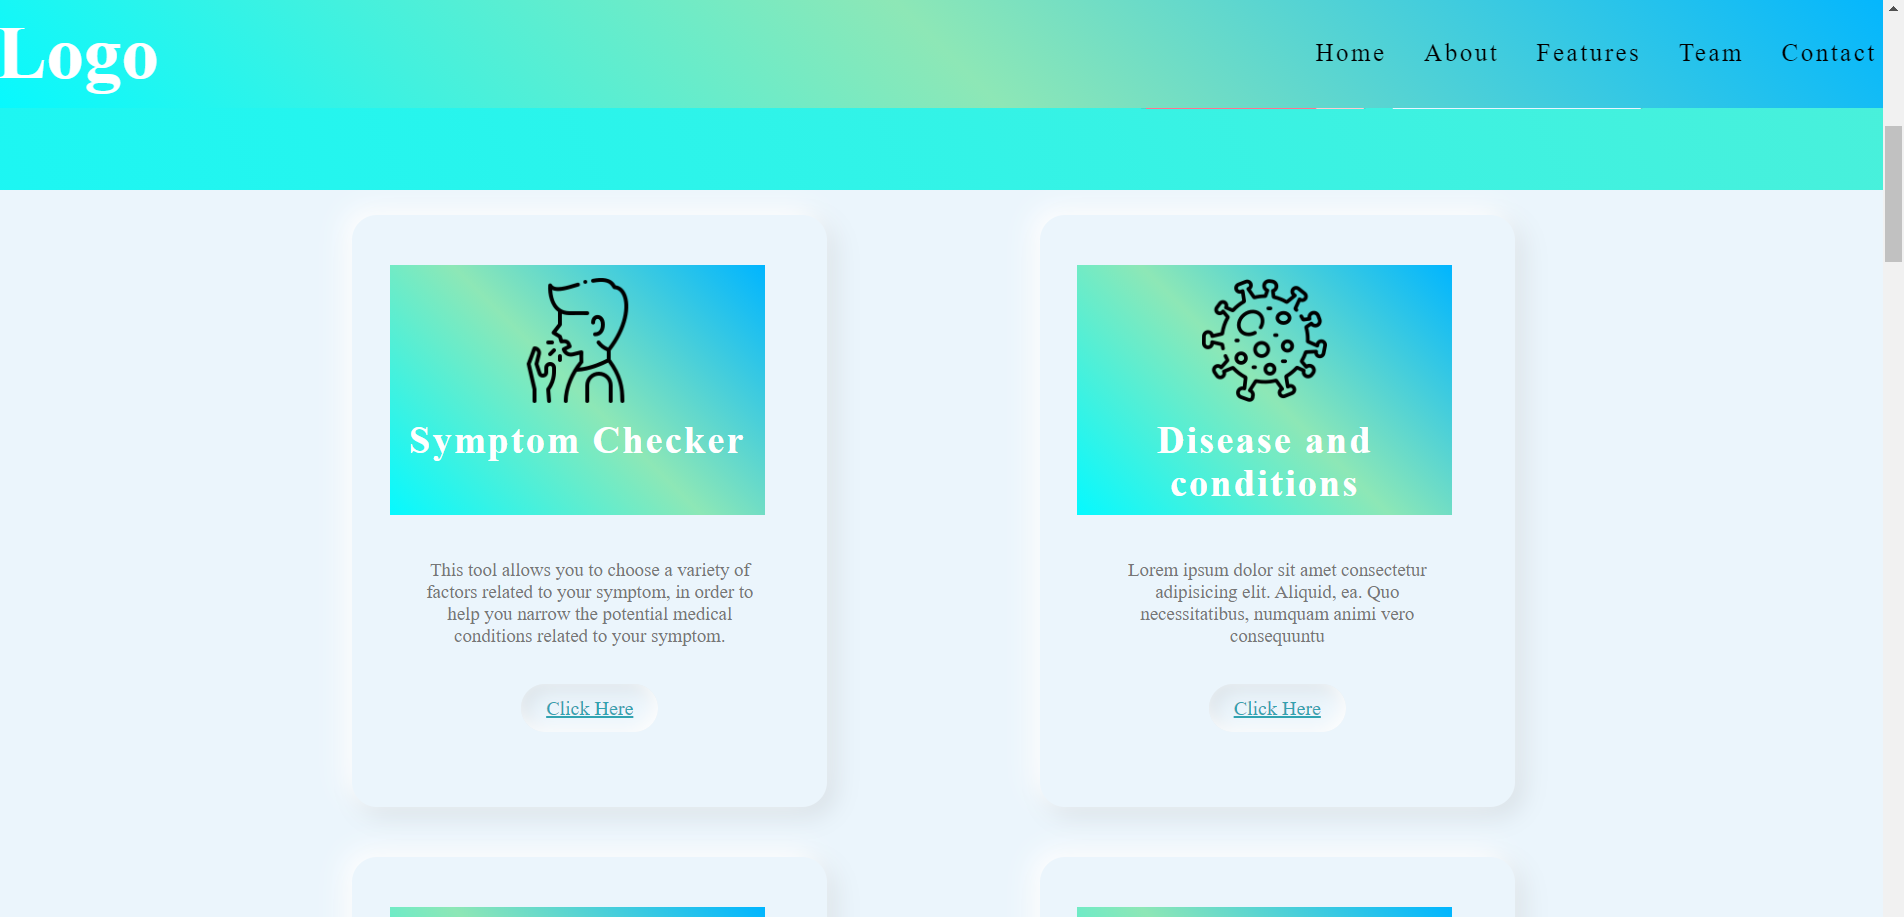 Logo
Home About Features Team Contact
Symptom Checker
This tool allows you to choose a variety of
factors related to your symptom, in order to
help you narrow the potential medical
conditions related to your symptom.
Click Here
Disease and
conditions
Lorem ipsum dolor sit amet consectetur
adipisicing elit. Aliquid, ea. Quo
necessitatibus, numquam animi vero
consequuntu
Click Here